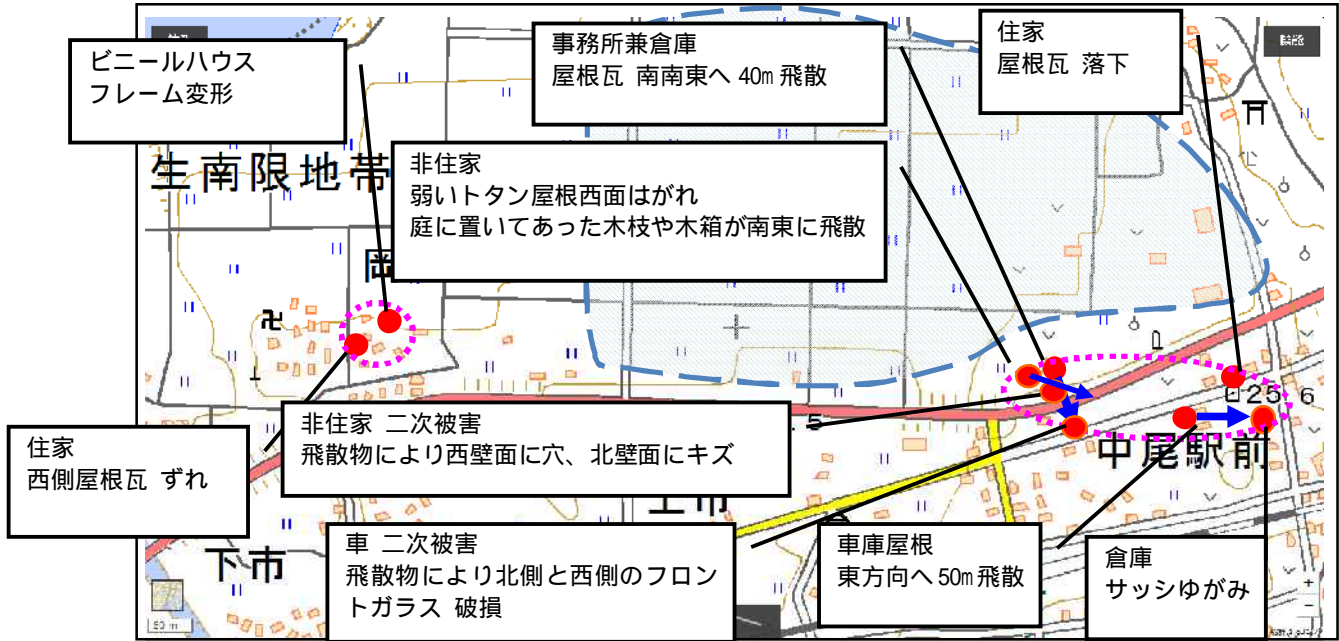 ビニールハウス
フレーム変形
事務所兼倉庫
屋根瓦 南南東へ 40m 飛散
住家
屋根瓦 落下
非住家
弱いトタン屋根西面はがれ
庭に置いてあった木枝や木箱が南東に飛散
生南限地帯
岡
非住家 二次被害
飛散物により西壁面に穴、北壁面にキズ
住家
西側屋根瓦 ずれ
25
6
5
中尾駅前
下市
車 二次被害
飛散物により北側と西側のフロン
トガラス 破損
車庫屋根
東方向へ 50m 飛散
倉庫
サッシゆがみ
50 m